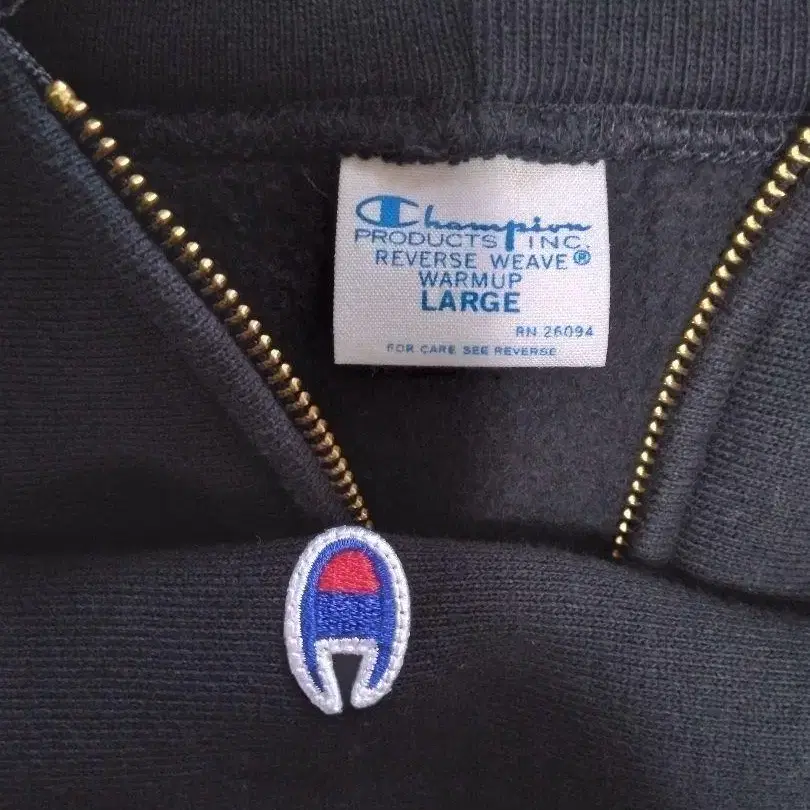 Champion
PRODUCTS INC.
REVERSE WEAVE®
WARMUP
LARGE
RN 26094
FOR CARE SEE REVERSE